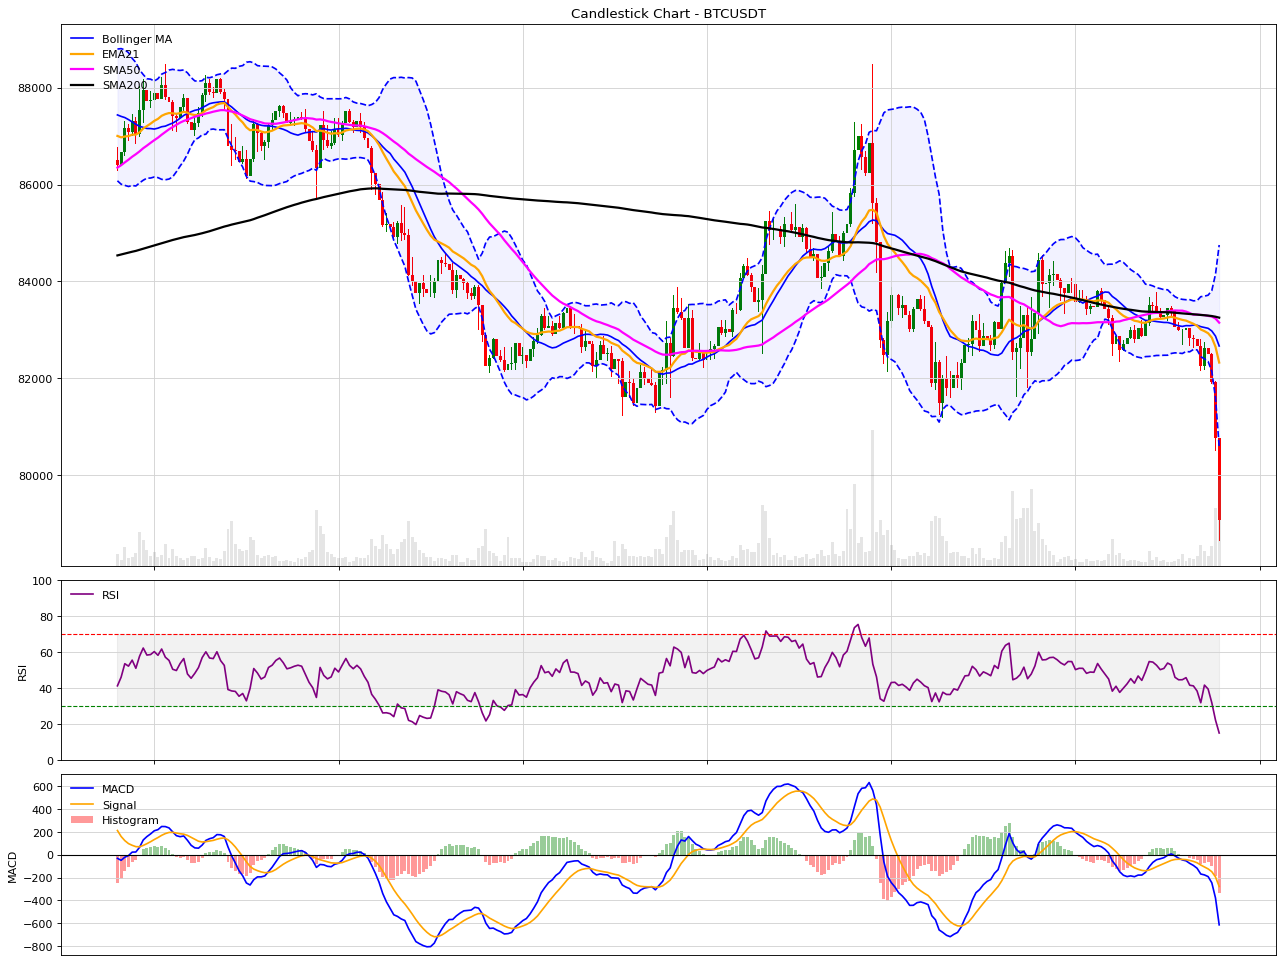 Candlestick Chart - BTCUSDT
Bollinger MA
EMA21
SMA50
SMA200
88000
86000
84000
82000
80000
RSI
100
80
60
40
20
0
RSI
MACD
Signal
Histogram
600
400
200
0
−200
−400
−600
−800
MACD